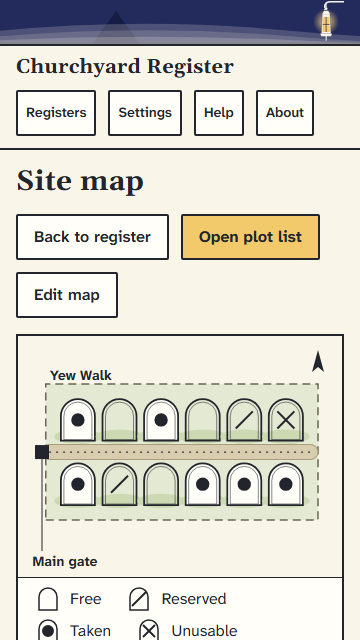 Churchyard Register
Registers Settings Help About
Site map
Back to register Open plot list
Edit map
Yew Walk
Main gate
Free Reserved
Taken Unusable